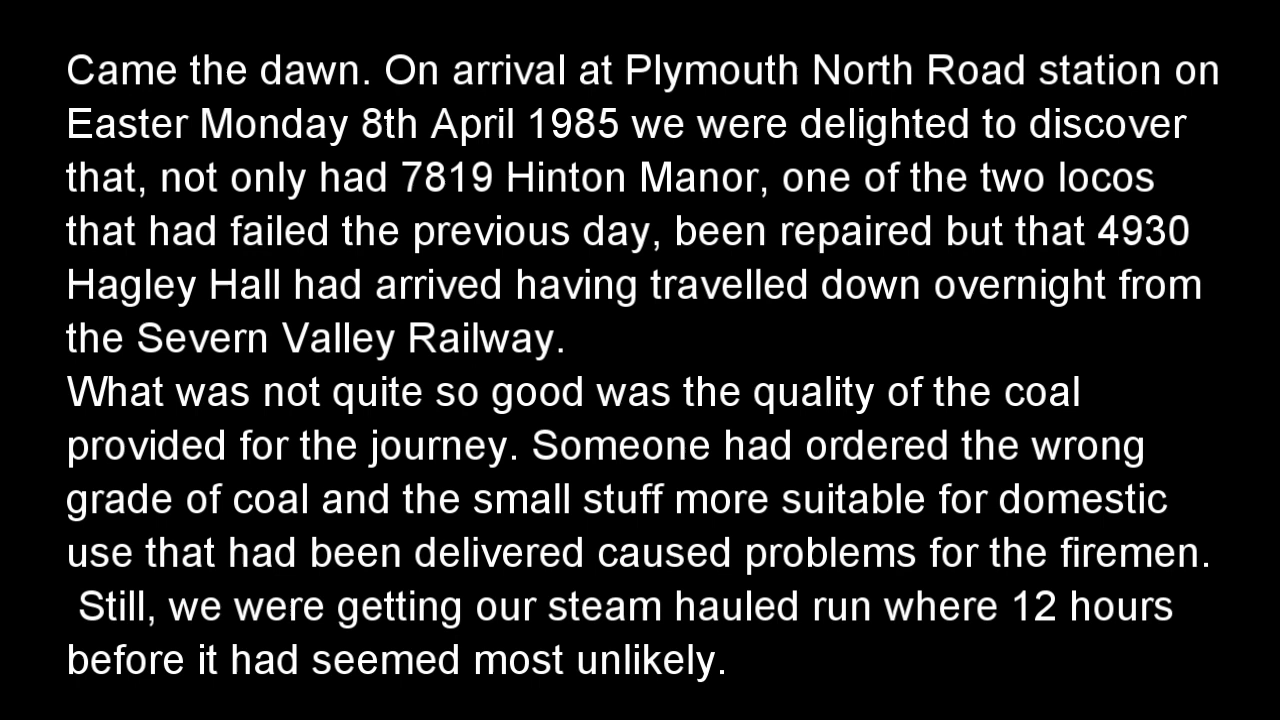 Came the dawn. On arrival at Plymouth North Road station on
Easter Monday 8th April 1985 we were delighted to discover
that, not only had 7819 Hinton Manor, one of the two locos
that had failed the previous day, been repaired but that 4930
Hagley Hall had arrived having travelled down overnight from
the Severn Valley Railway.
What was not quite so good was the quality of the coal
provided for the journey. Someone had ordered the wrong
grade of coal and the small stuff more suitable for domestic
use that had been delivered caused problems for the firemen.
Still, we were getting our steam hauled run where 12 hours
before it had seemed most unlikely.